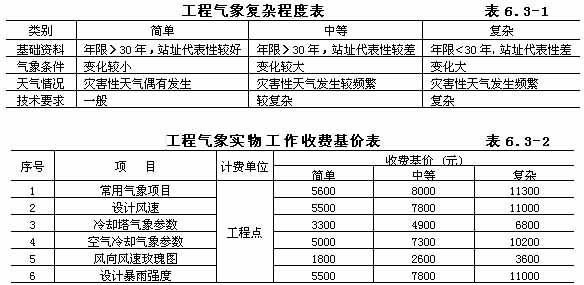 工程气象复杂程度表 表 6.3-1
类别 简单 中等 复杂
基础资料 年限>30年,站址代表性较好 年限>30年,站址代表性较差 年限<30年,站址代表性差
气象条件 变化较小 变化较大 变化大
天气情况 灾害性天气偶有发生 灾害性天气发生较频繁 灾害性天气发生频繁
技术要求 一般 较复杂 复杂
工程气象实物工作收费基价表 表 6.3-2
序号 项 目 计费单位 收费基价 (元)
简单 中等 复杂
1 常用气象项目 5600 8000 11300
2 设计风速 5500 7800 11000
3 冷却塔气象参数 工程点 3300 4900 6800
4 空气冷却气象参数 5000 7300 10200
5 风向风速玫瑰图 1800 2600 3600
6 设计暴雨强度 5500 7800 11000